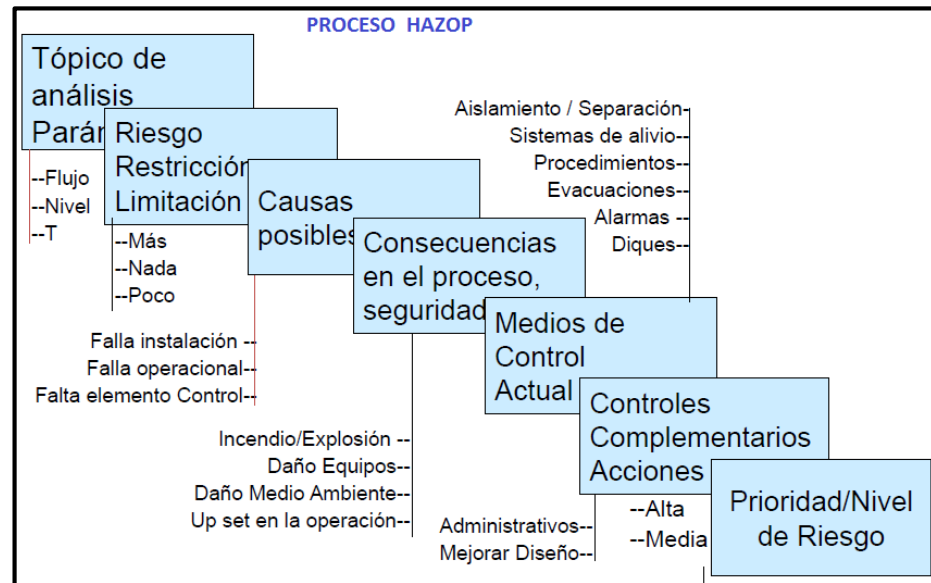 PROCESO HAZOP
Tópico de
análisis
Parár
--Flujo
--Nivel
--T
Riesgo
Restricción
Limitación
--Más
--Nada
--Poco
Causas
posibles
Falla instalación --
Falla operacional--
Falta elemento Control--
Consecuencias
en el proceso,
seguridad
Incendio/Explosión --
Daño Equipos--
Daño Medio Ambiente--
Up set en la operación--
Aislamiento / Separación-
Sistemas de alivio--
Procedimientos--
Evacuaciones--
Alarmas --
Diques--
Medios de
Control
Actual
Controles
Complementarios
Acciones
Administrativos--
Mejorar Diseño--
Prioridad/Nivel
de Riesgo
--Alta
--Media